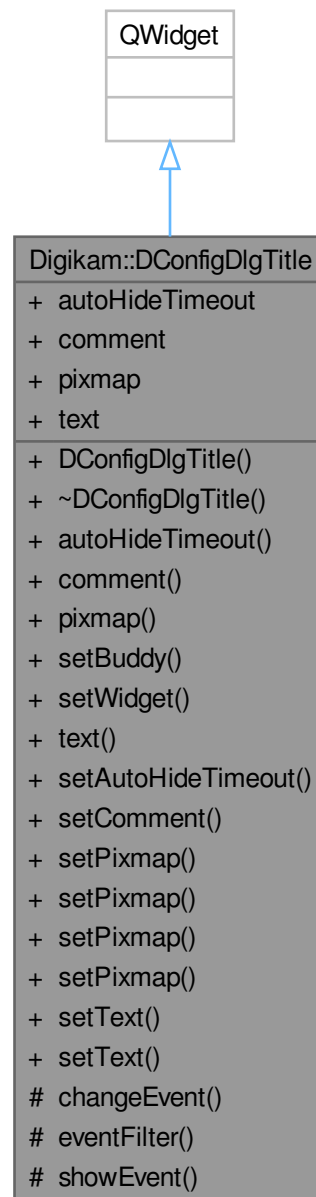 QWidget
Digikam::DConfigDlgTitle
+ autoHideTimeout
+ comment
+ pixmap
+ text
+ DConfigDlgTitle()
+ ~DConfigDlgTitle()
+ autoHideTimeout()
+ comment()
+ pixmap()
+ setBuddy()
+ setWidget()
+ text()
+ setAutoHideTimeout()
+ setComment()
+ setPixmap()
+ setPixmap()
+ setPixmap()
+ setPixmap()
+ setText()
+ setText()
# changeEvent()
# eventFilter()
# showEvent()